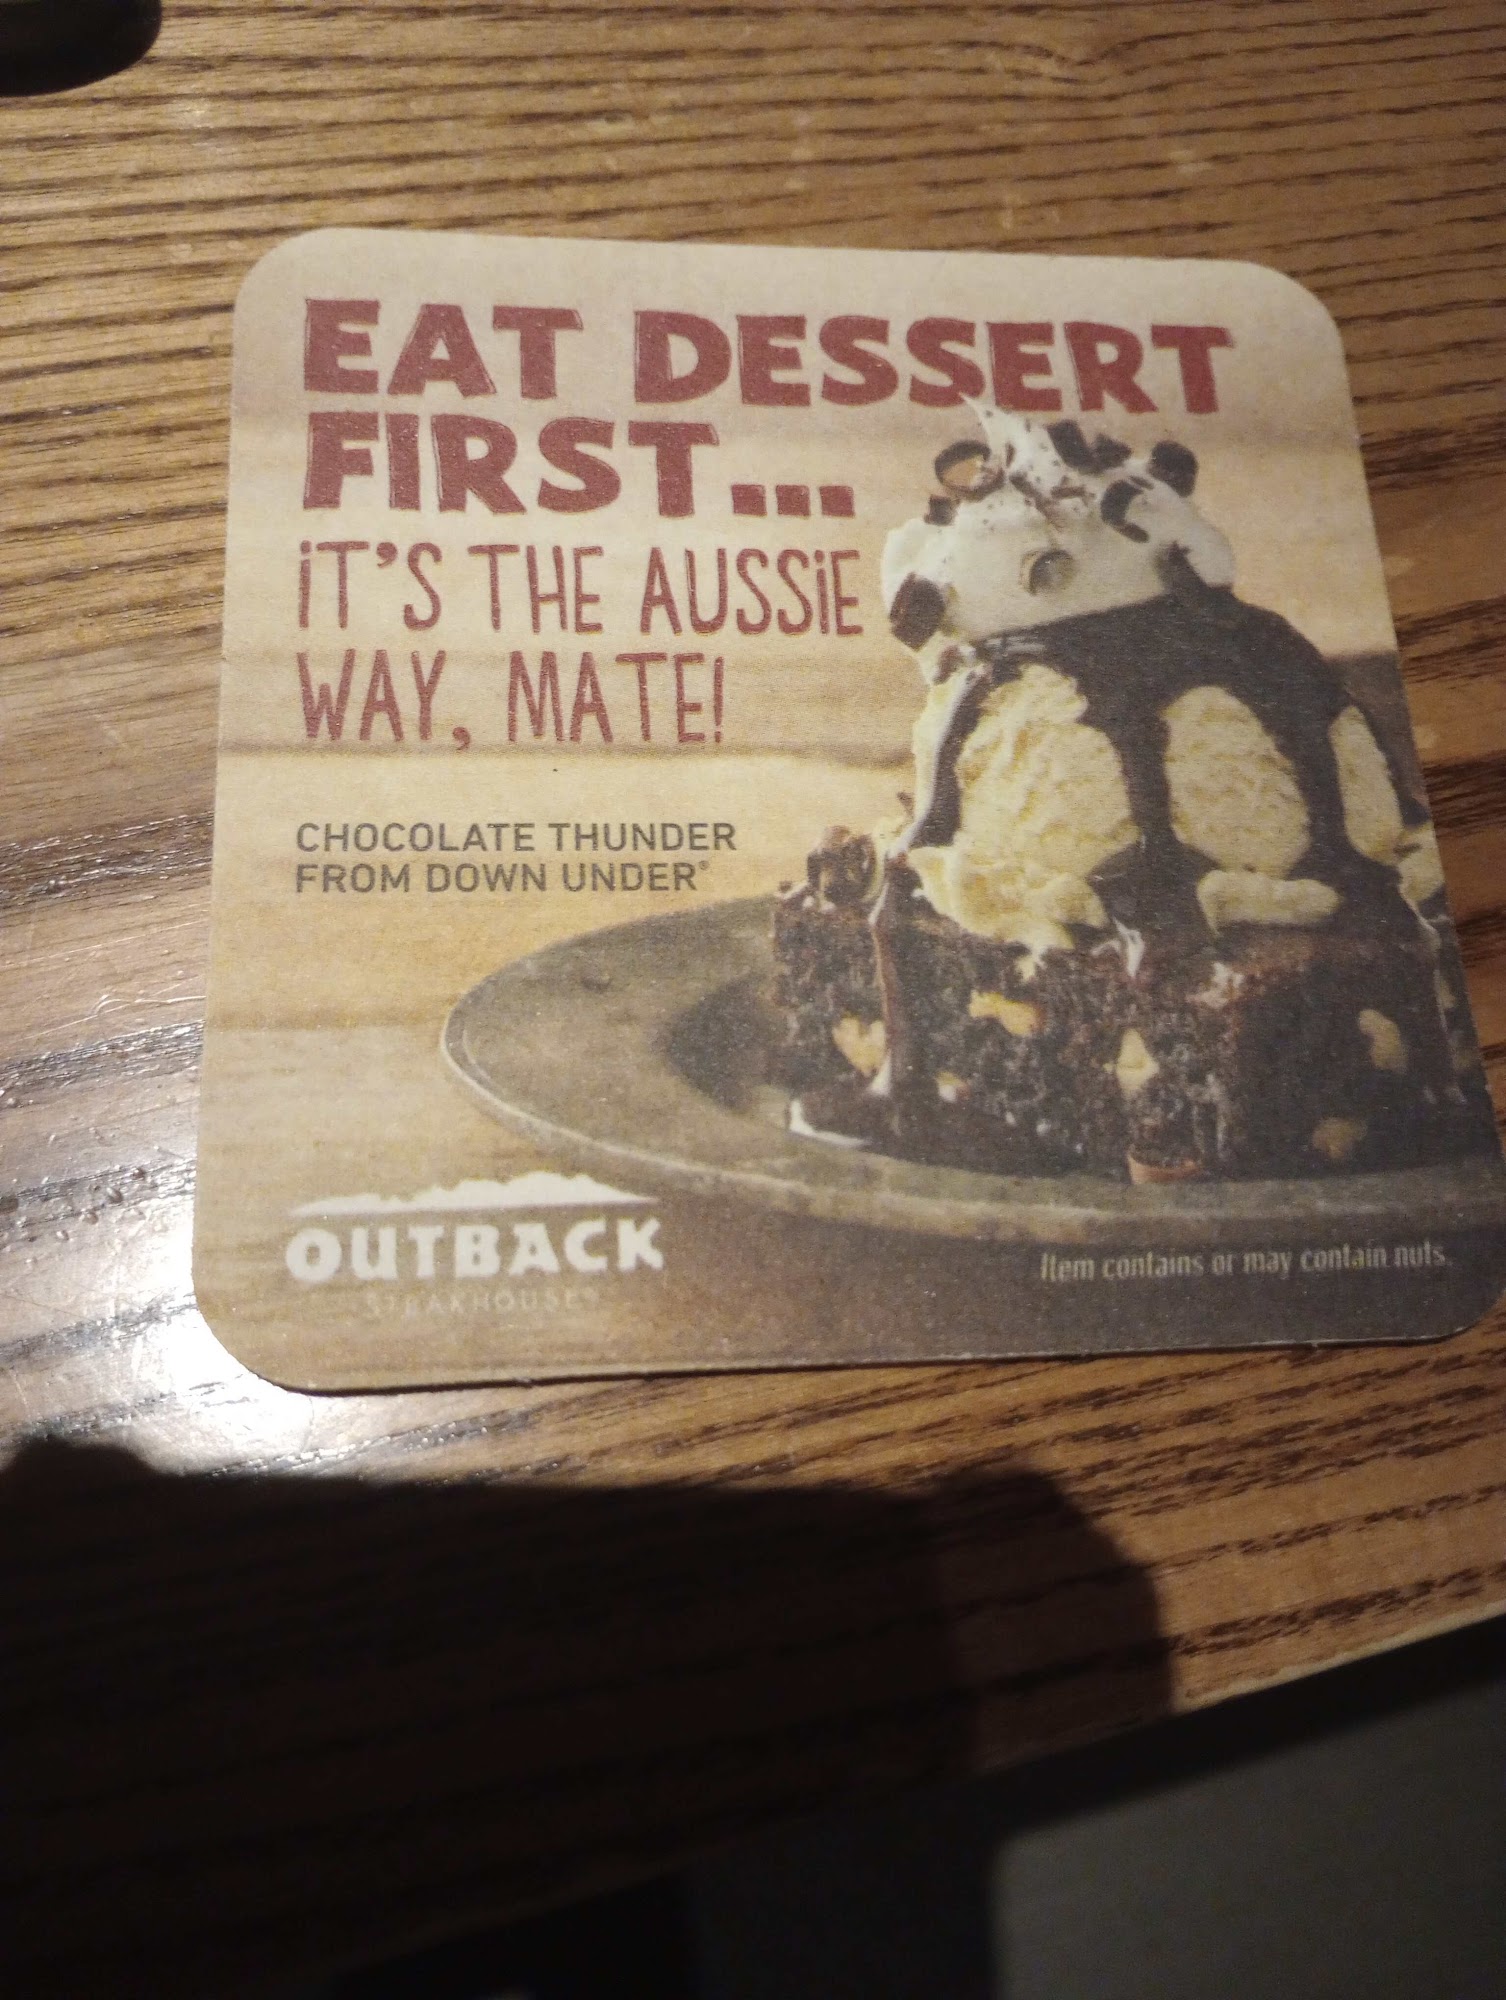 EAT DESSERT
FIRST...
iT'S THE AUSSiE
WAY, MATE!
CHOCOLATE THUNDER
FROM DOWN UNDER®
OUTBACK
STEAKHOUSE®
Item contains or may contain nuts.